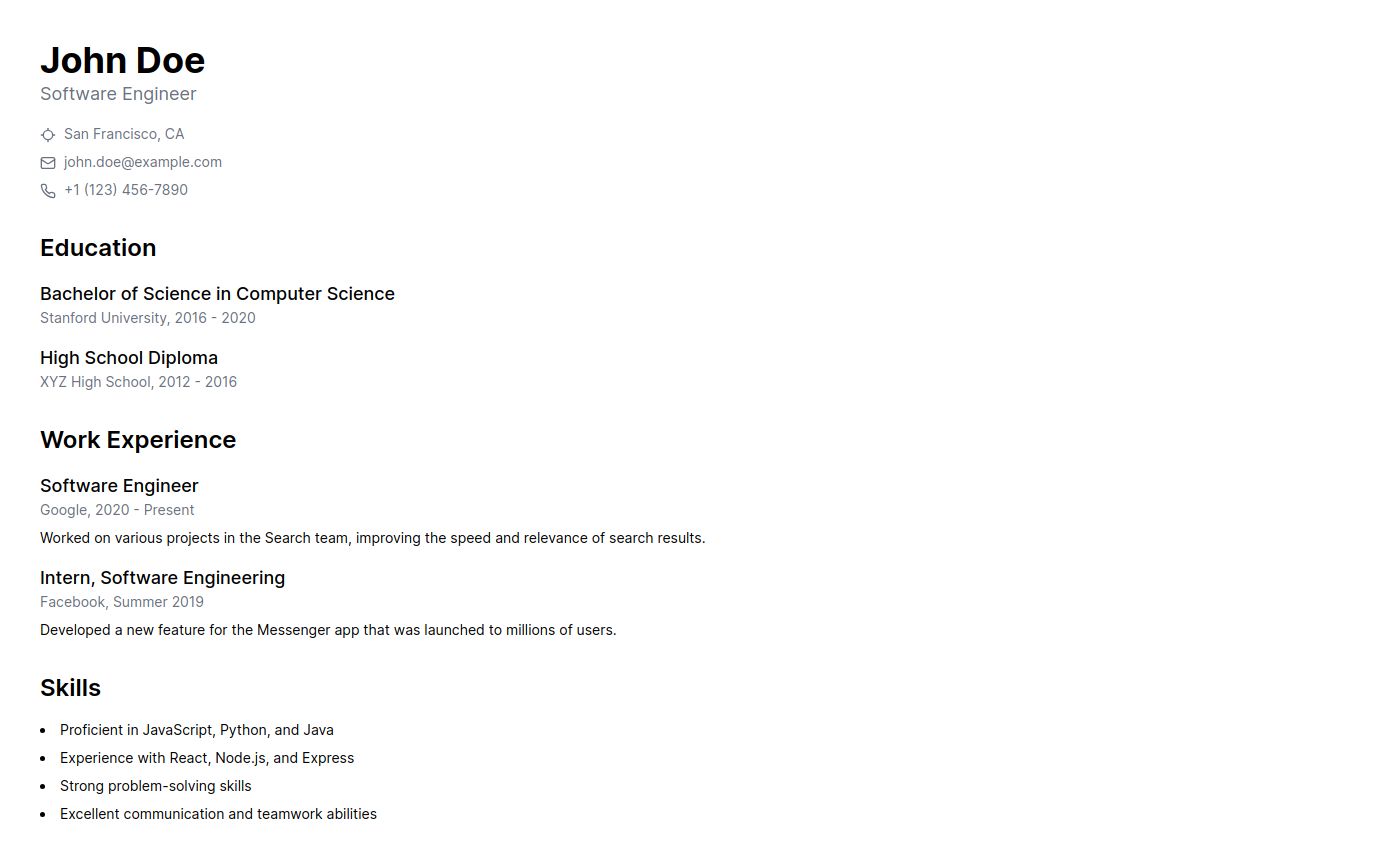 John Doe
Software Engineer
San Francisco, CA
john.doe@example.com
+1 (123) 456-7890
Education
Bachelor of Science in Computer Science
Stanford University, 2016 - 2020
High School Diploma
XYZ High School, 2012 - 2016
Work Experience
Software Engineer
Google, 2020 - Present
Worked on various projects in the Search team, improving the speed and relevance of search results.
Intern, Software Engineering
Facebook, Summer 2019
Developed a new feature for the Messenger app that was launched to millions of users.
Skills
• Proficient in JavaScript, Python, and Java
• Experience with React, Node.js, and Express
• Strong problem-solving skills
• Excellent communication and teamwork abilities